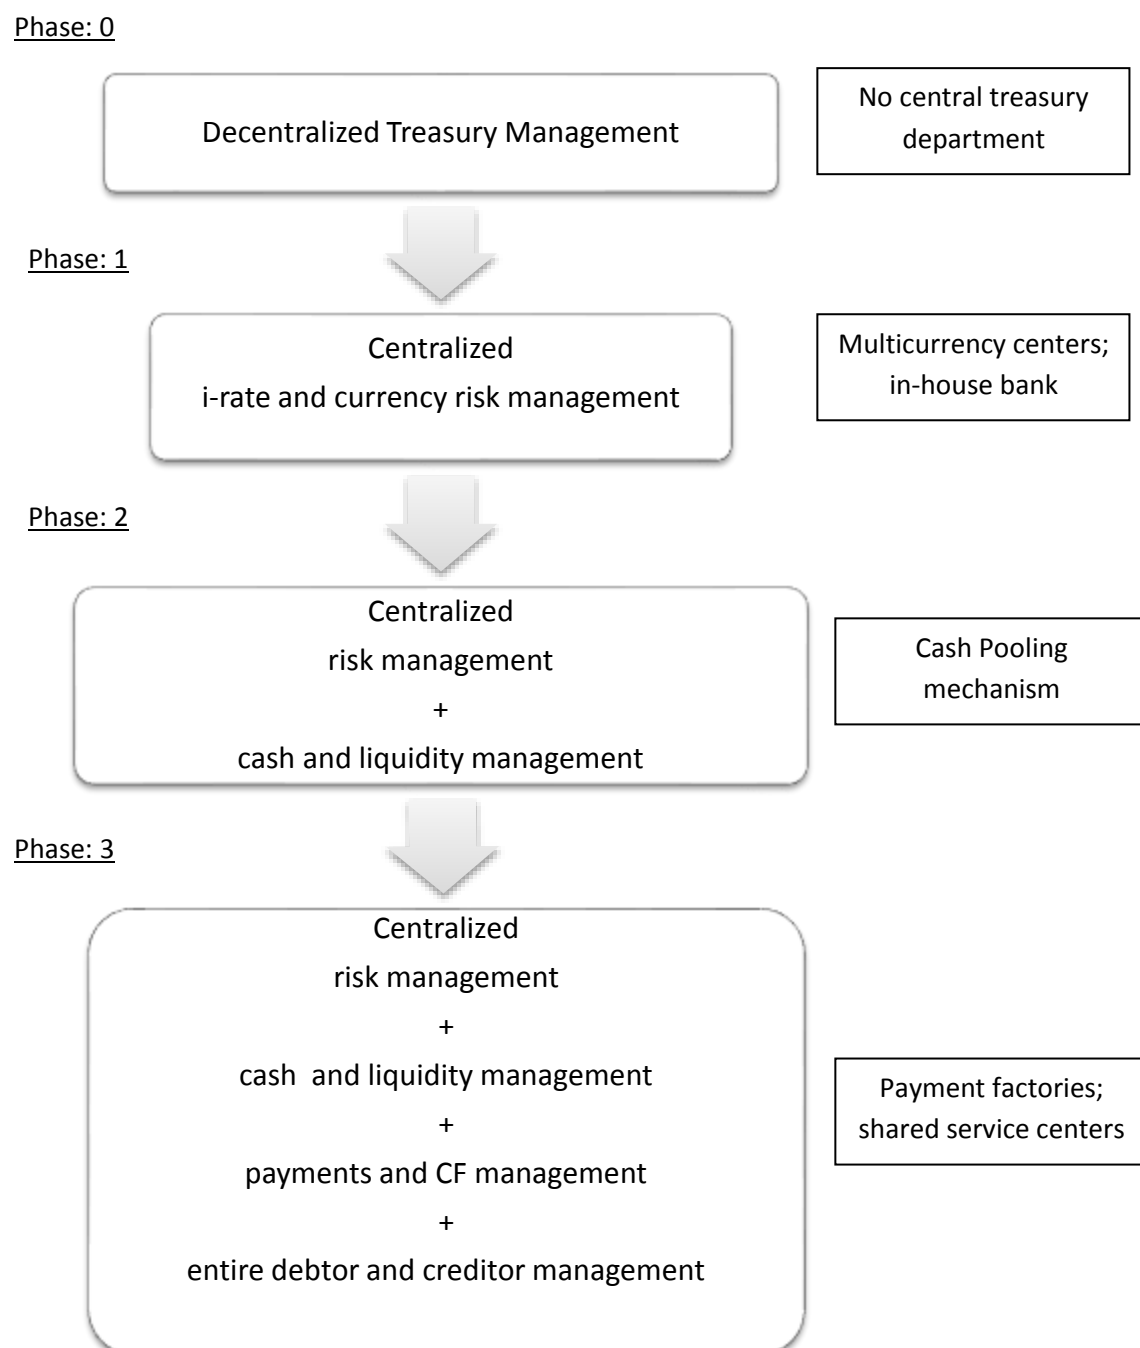 Phase: 0
Decentralized Treasury Management
No central treasury
department
Phase: 1
Centralized
i-rate and currency risk management
Multicurrency centers;
in-house bank
Phase: 2
Centralized
risk management
+
cash and liquidity management
Cash Pooling
mechanism
Phase: 3
Centralized
risk management
+
cash  and liquidity management
+
payments and CF management
+
entire debtor and creditor management
Payment factories;
shared service centers